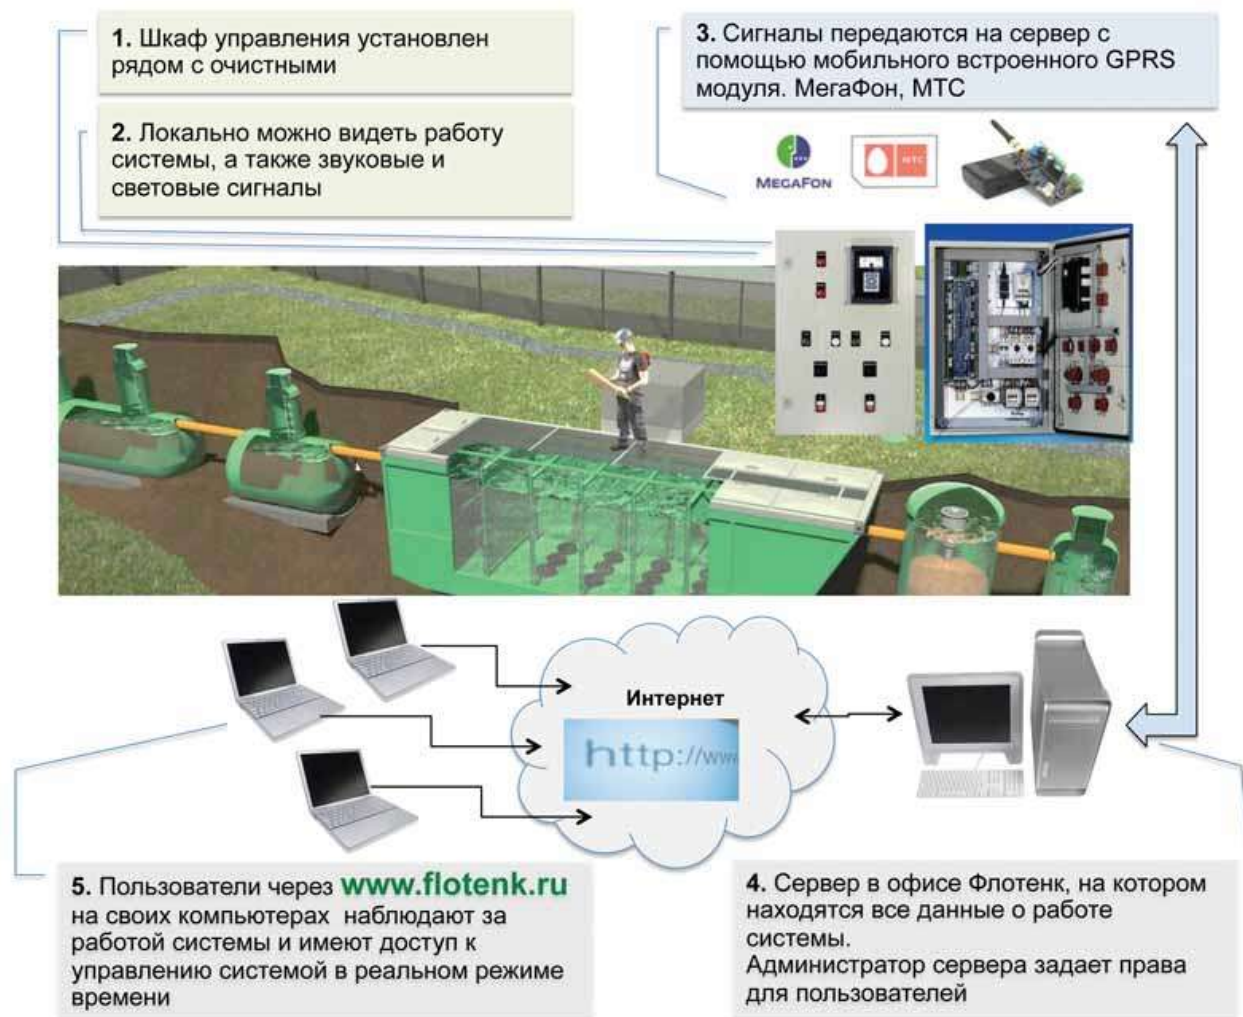 1. Шкаф управления установлен
рядом с очистными
2. Локально можно видеть работу
системы, а также звуковые и
световые сигналы
3. Сигналы передаются на сервер с
помощью мобильного встроенного GPRS
модуля. МегаФон, МТС
MEGAFON
МТС
Интернет
http://www
5. Пользователи через www.flotenk.ru
на своих компьютерах наблюдают за
работой системы и имеют доступ к
управлению системой в реальном режиме
времени
4. Сервер в офисе Флотенк, на котором
находятся все данные о работе
системы.
Администратор сервера задает права
для пользователей